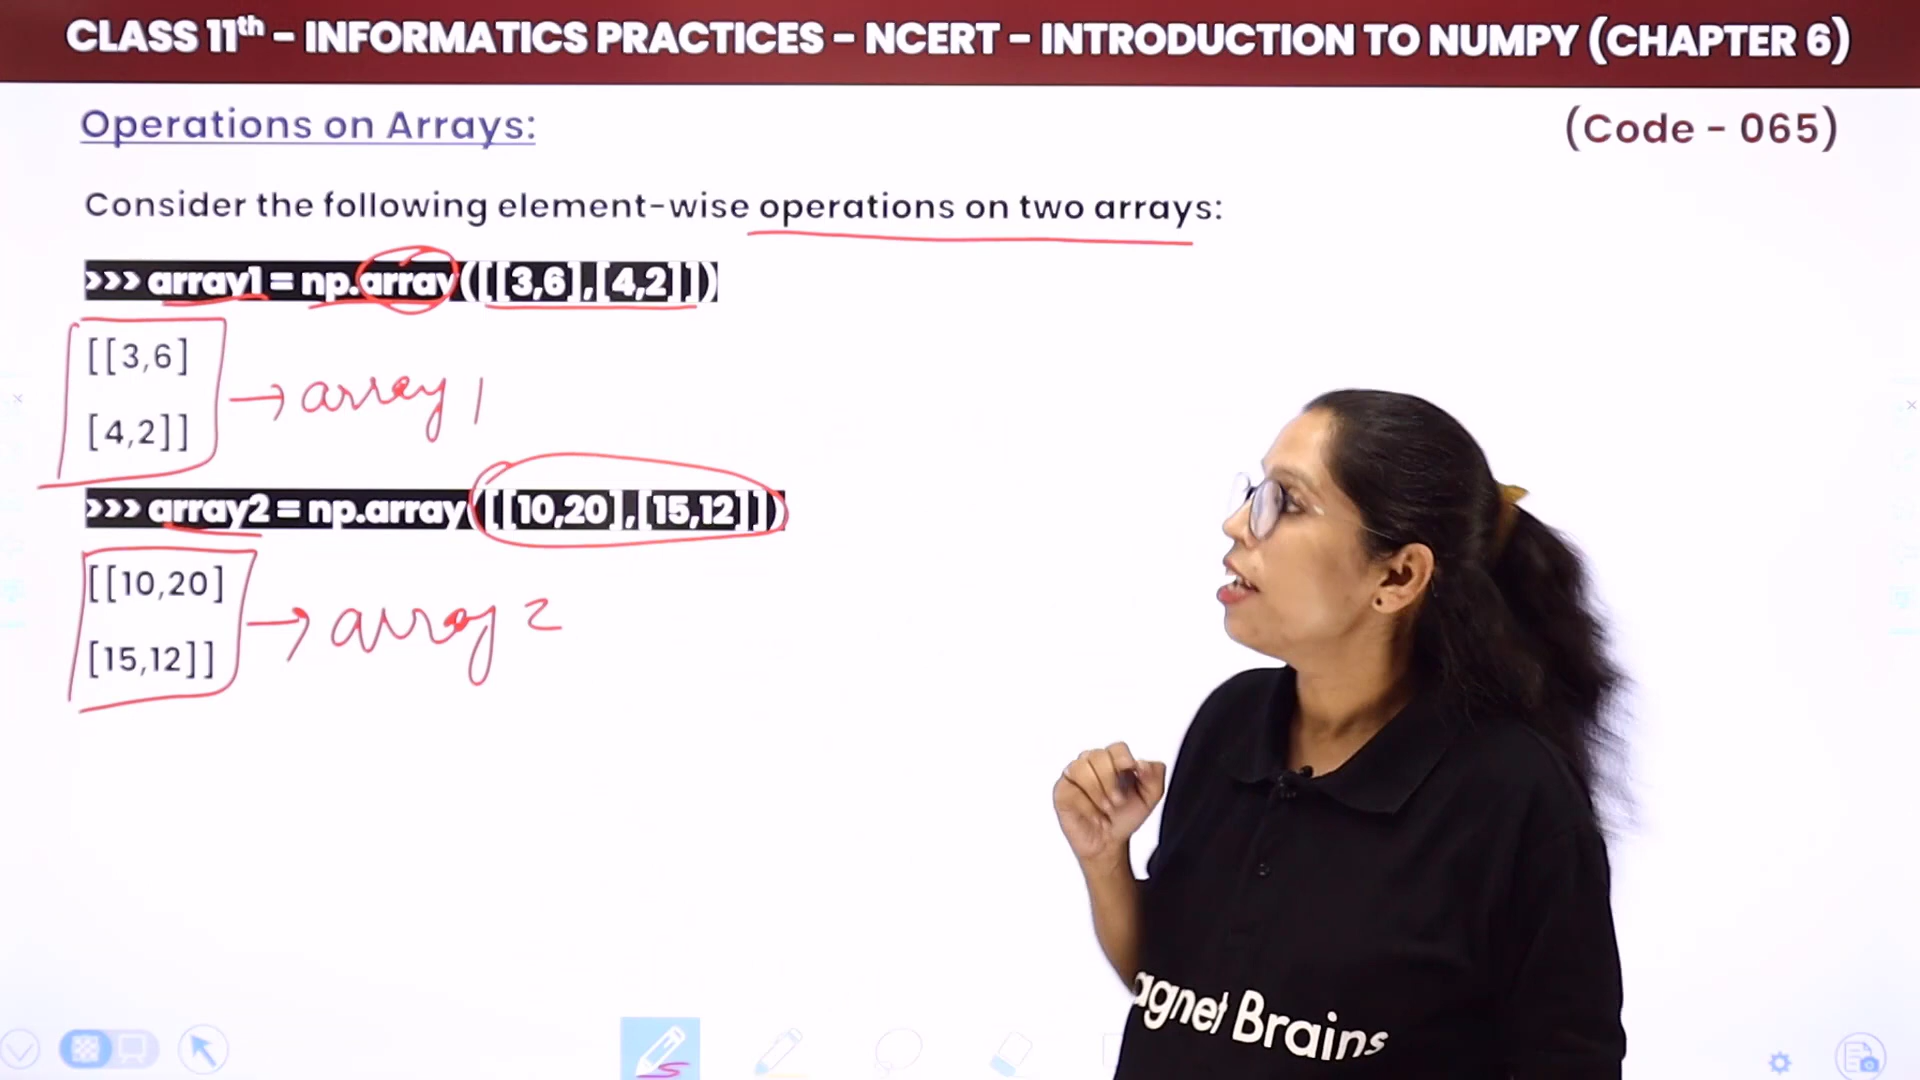 CLASS 11th - INFORMATICS PRACTICES - NCERT - INTRODUCTION TO NUMPY (CHAPTER 6)
Operations on Arrays:
(Code - 065)
Consider the following element-wise operations on two arrays:
>>> array1 = np.array([[3,6],[4,2]])
[[3,6]
[4,2]]
→ array 1
>>> array2 = np.array([[10,20],[15,12]])
[[10,20]
[15,12]]
→ array 2
agnet Brains